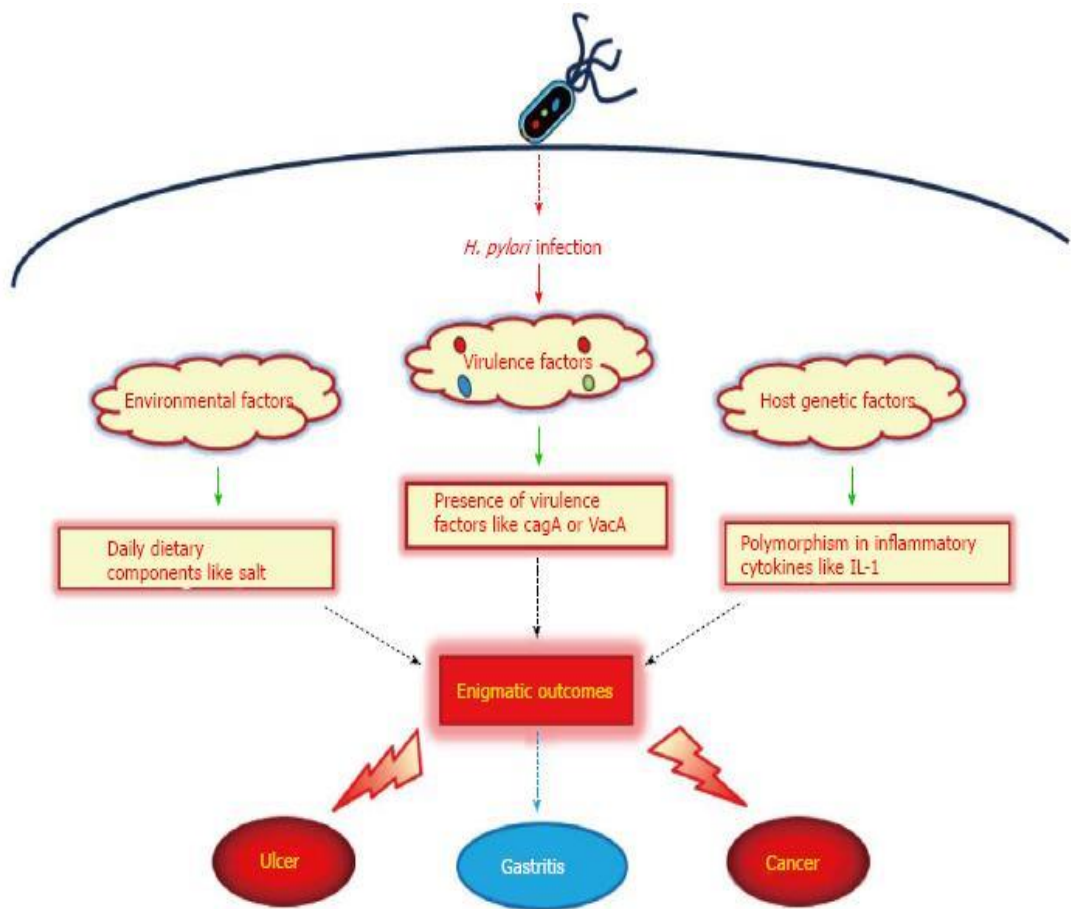 H. pylori infection
Virulence factors
Environmental factors
Host genetic factors
Presence of virulence
factors like cagA or VacA
Daily dietary
components like salt
Polymorphism in inflammatory
cytokines like IL-1
Enigmatic outcomes
Ulcer
Gastritis
Cancer